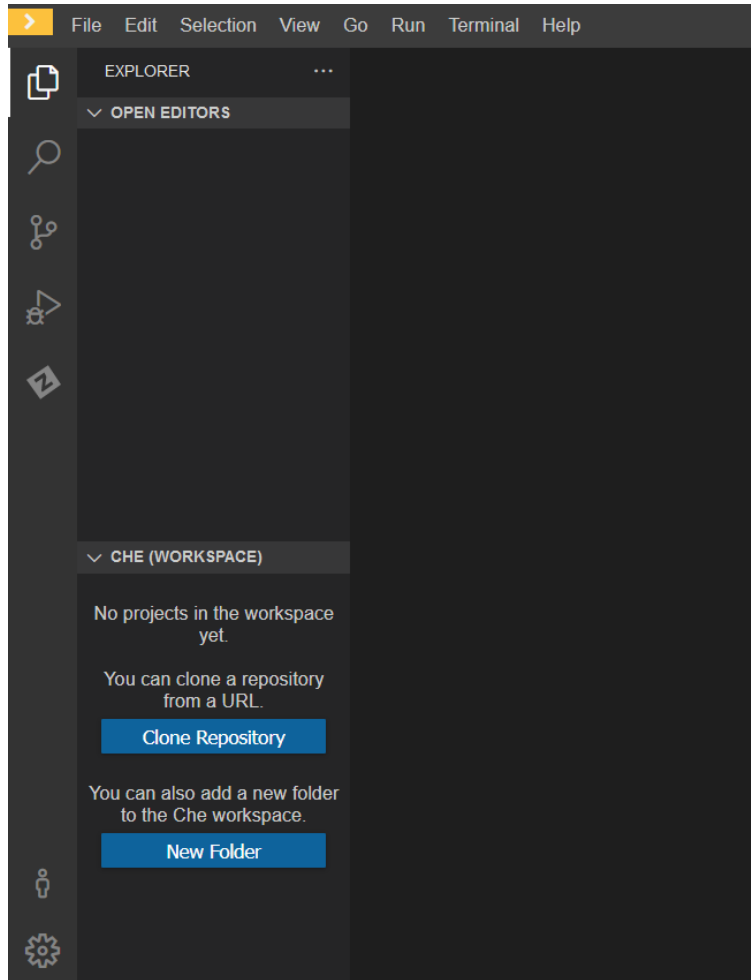 File Edit Selection View Go Run Terminal Help
EXPLORER
OPEN EDITORS
Z
CHE (WORKSPACE)
No projects in the workspace
yet.
You can clone a repository
from a URL.
Clone Repository
You can also add a new folder
to the Che workspace.
New Folder